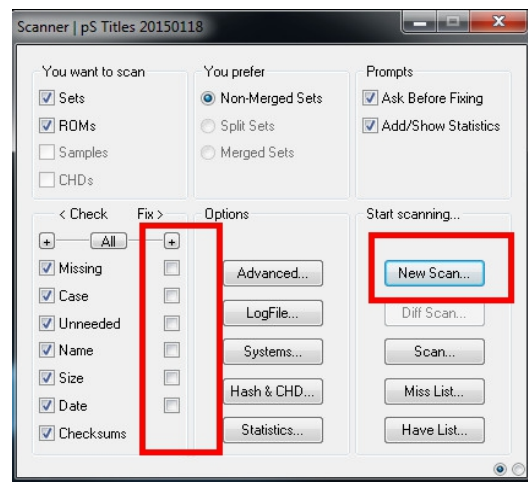 Scanner | pS Titles 20150118
You want to scan
Sets
ROMs
Samples
CHDs
You prefer
Non-Merged Sets
Split Sets
Merged Sets
Prompts
Ask Before Fixing
Add/Show Statistics
< Check Fix >
+ All +
Missing
Case
Unneeded
Name
Size
Date
Checksums
Options
Advanced...
LogFile...
Systems...
Hash & CHD...
Statistics...
Start scanning...
New Scan...
Diff Scan...
Scan...
Miss List...
Have List...